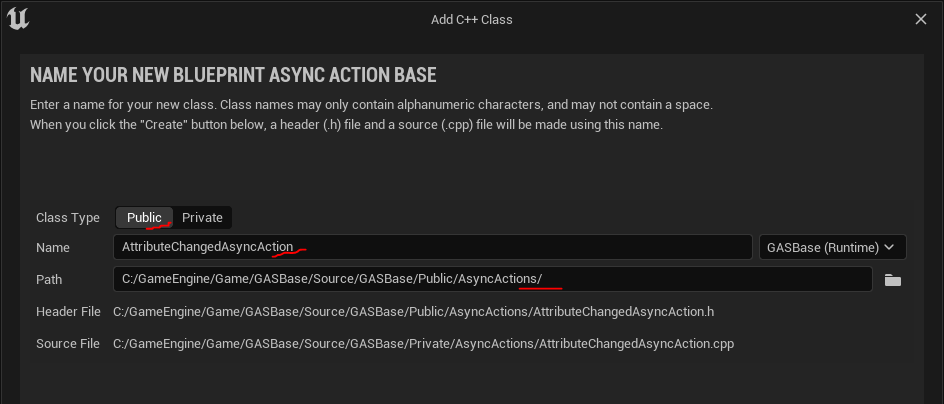 Add C++ Class
NAME YOUR NEW BLUEPRINT ASYNC ACTION BASE
Enter a name for your new class. Class names may only contain alphanumeric characters, and may not contain a space.
When you click the "Create" button below, a header (.h) file and a source (.cpp) file will be made using this name.
Class Type Public Private
Name AttributeChangedAsyncAction GASBase (Runtime)
Path C:/GameEngine/Game/GASBase/Source/GASBase/Public/AsyncActions/
Header File C:/GameEngine/Game/GASBase/Source/GASBase/Public/AsyncActions/AttributeChangedAsyncAction.h
Source File C:/GameEngine/Game/GASBase/Source/GASBase/Private/AsyncActions/AttributeChangedAsyncAction.cpp